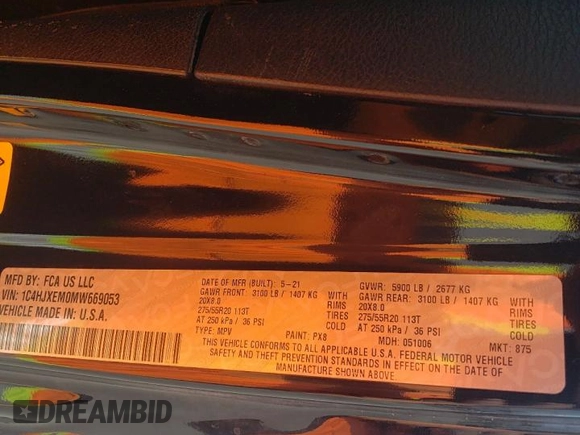 MFD BY: FCA US LLC
DATE OF MFR (BUILT): 5-21
GVWR: 5900 LB / 2677 KG
VIN: 1C4HJXEM0MW669053
GAWR FRONT: 3100 LB / 1407 KG
GAWR REAR: 3100 LB / 1407 KG
VEHICLE MADE IN U.S.A.
20X8.0
20X8.0
275/55R20 113T
275/55R20 113T
RIMS
TIRES
COLD
AT 250 kPa / 36 PSI
AT 250 kPa / 36 PSI
RIMS
TIRES
COLD
TYPE: MPV
PAINT: PX8
MDH: 051006
MKT: 875
THIS VEHICLE CONFORMS TO ALL APPLICABLE U.S.A. FEDERAL MOTOR VEHICLE
SAFETY AND THEFT PREVENTION STANDARDS IN EFFECT ON THE DATE OF
MANUFACTURE SHOWN ABOVE
DREAMBID